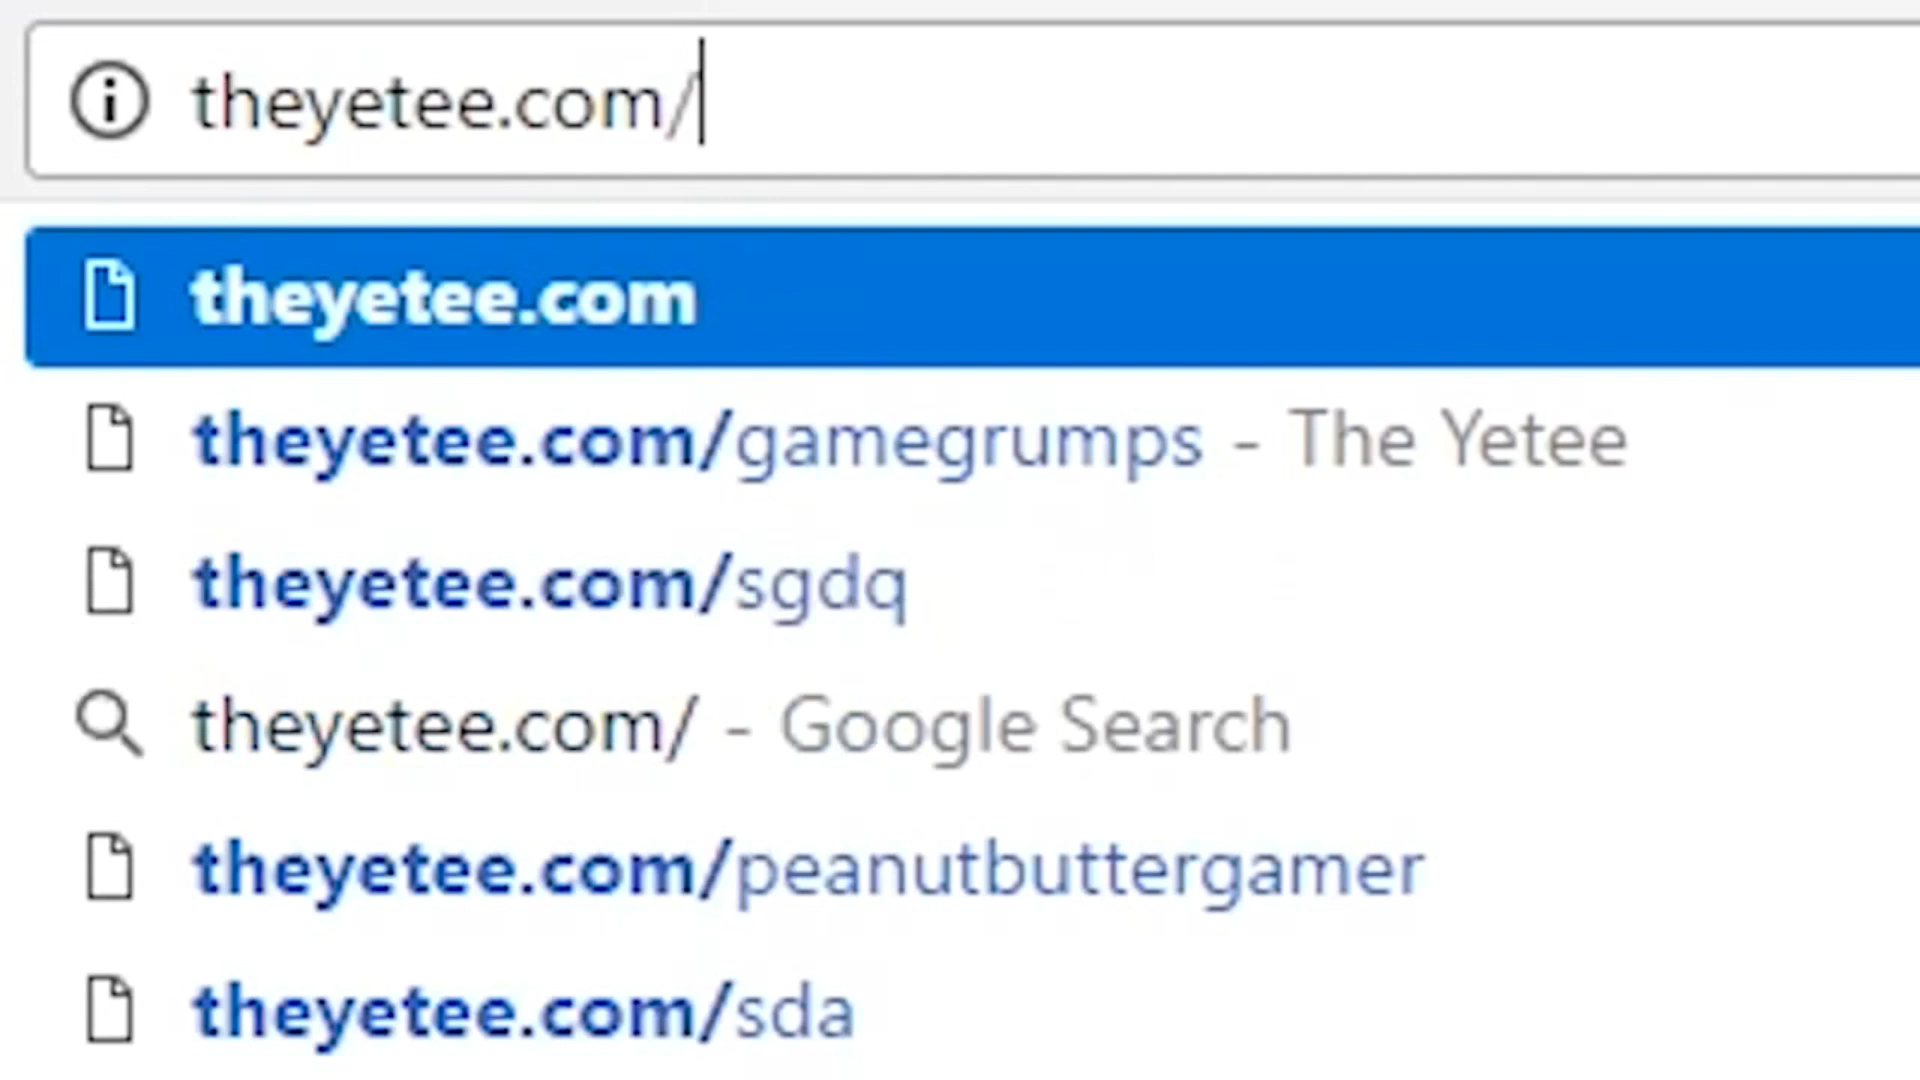 theyetee.com/
theyetee.com
theyetee.com/gamegrumps - The Yetee
theyetee.com/sgdq
theyetee.com/ - Google Search
theyetee.com/peanutbuttergamer
theyetee.com/sda